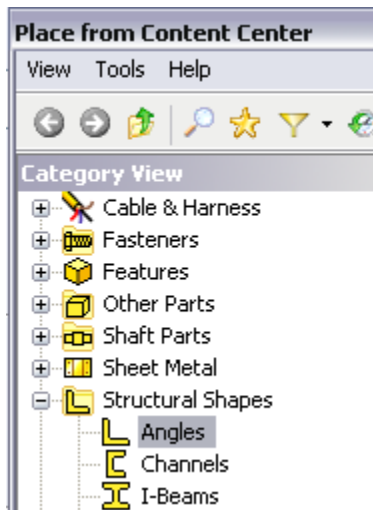 Place from Content Center
View Tools Help
Category View
Cable & Harness
Fasteners
Features
Other Parts
Shaft Parts
Sheet Metal
Structural Shapes
Angles
Channels
I-Beams